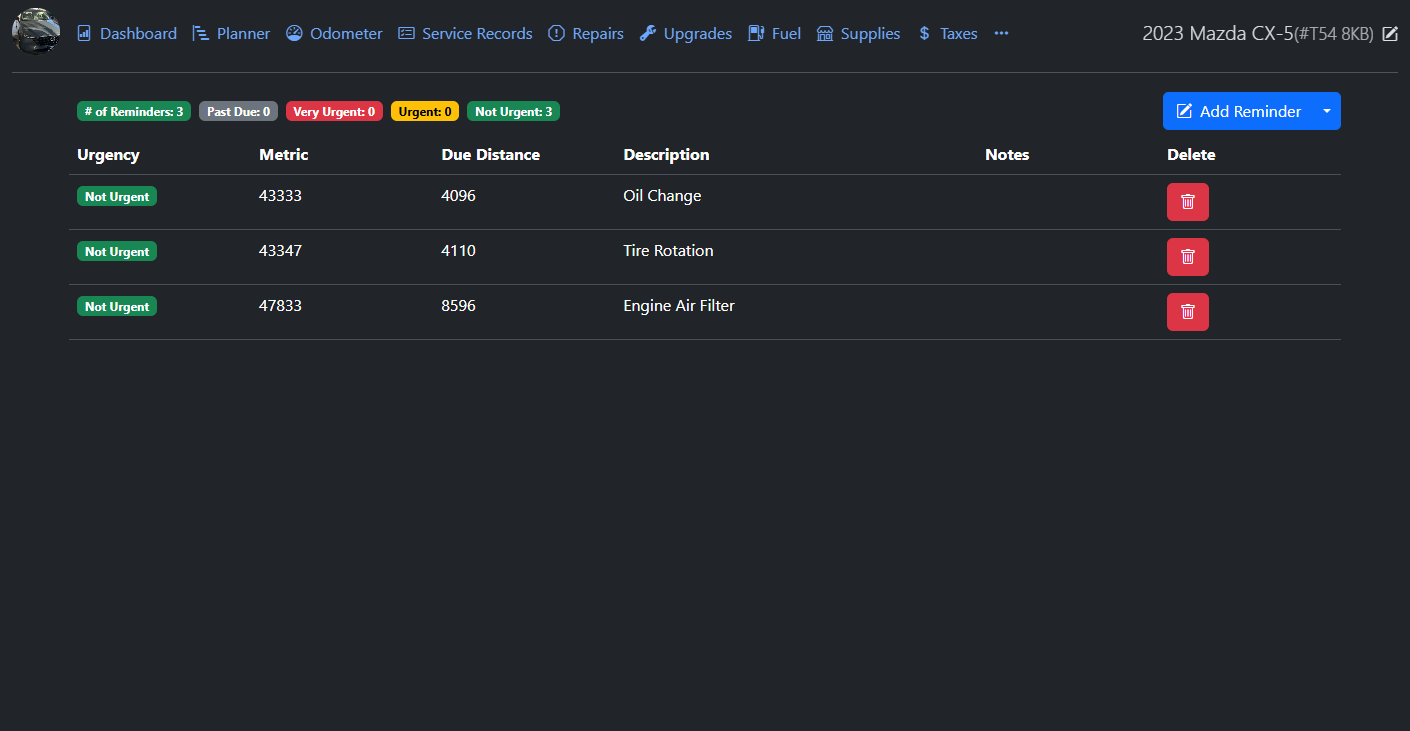 Dashboard Planner Odometer Service Records Repairs Upgrades Fuel Supplies $ Taxes ... 2023 Mazda CX-5(#T54 8KB)
# of Reminders: 3 Past Due: 0 Very Urgent: 0 Urgent: 0 Not Urgent: 3 Add Reminder
Urgency Metric Due Distance Description Notes Delete
Not Urgent 43333 4096 Oil Change
Not Urgent 43347 4110 Tire Rotation
Not Urgent 47833 8596 Engine Air Filter